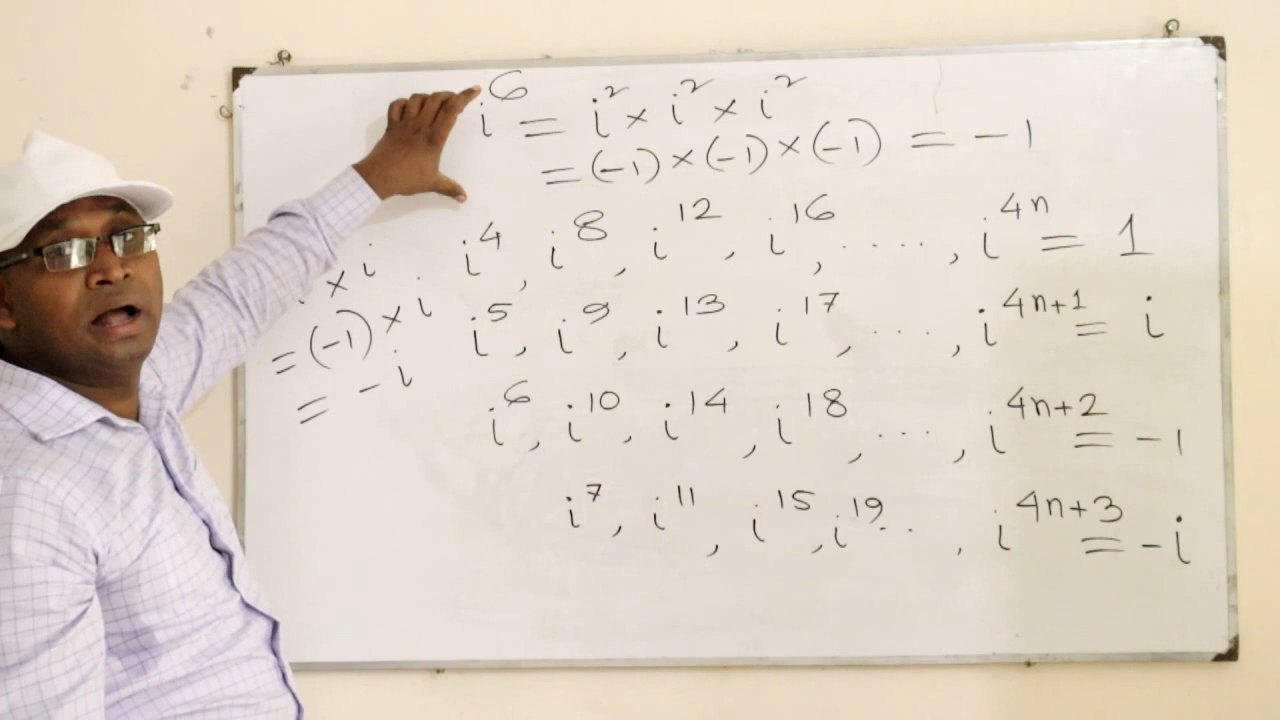 i⁶ = i² × i² × i²
= (-1) × (-1) × (-1) = -1
i⁴, i⁸, i¹², i¹⁶, ...., i⁴ⁿ = 1
× i
= (-1) × i
= -i
i⁵, i⁹, i¹³, i¹⁷, ..., i⁴ⁿ⁺¹ = i
i⁶, i¹⁰, i¹⁴, i¹⁸, ..., i⁴ⁿ⁺² = -1
i⁷, i¹¹, i¹⁵, i¹⁹.. , i⁴ⁿ⁺³ = -i